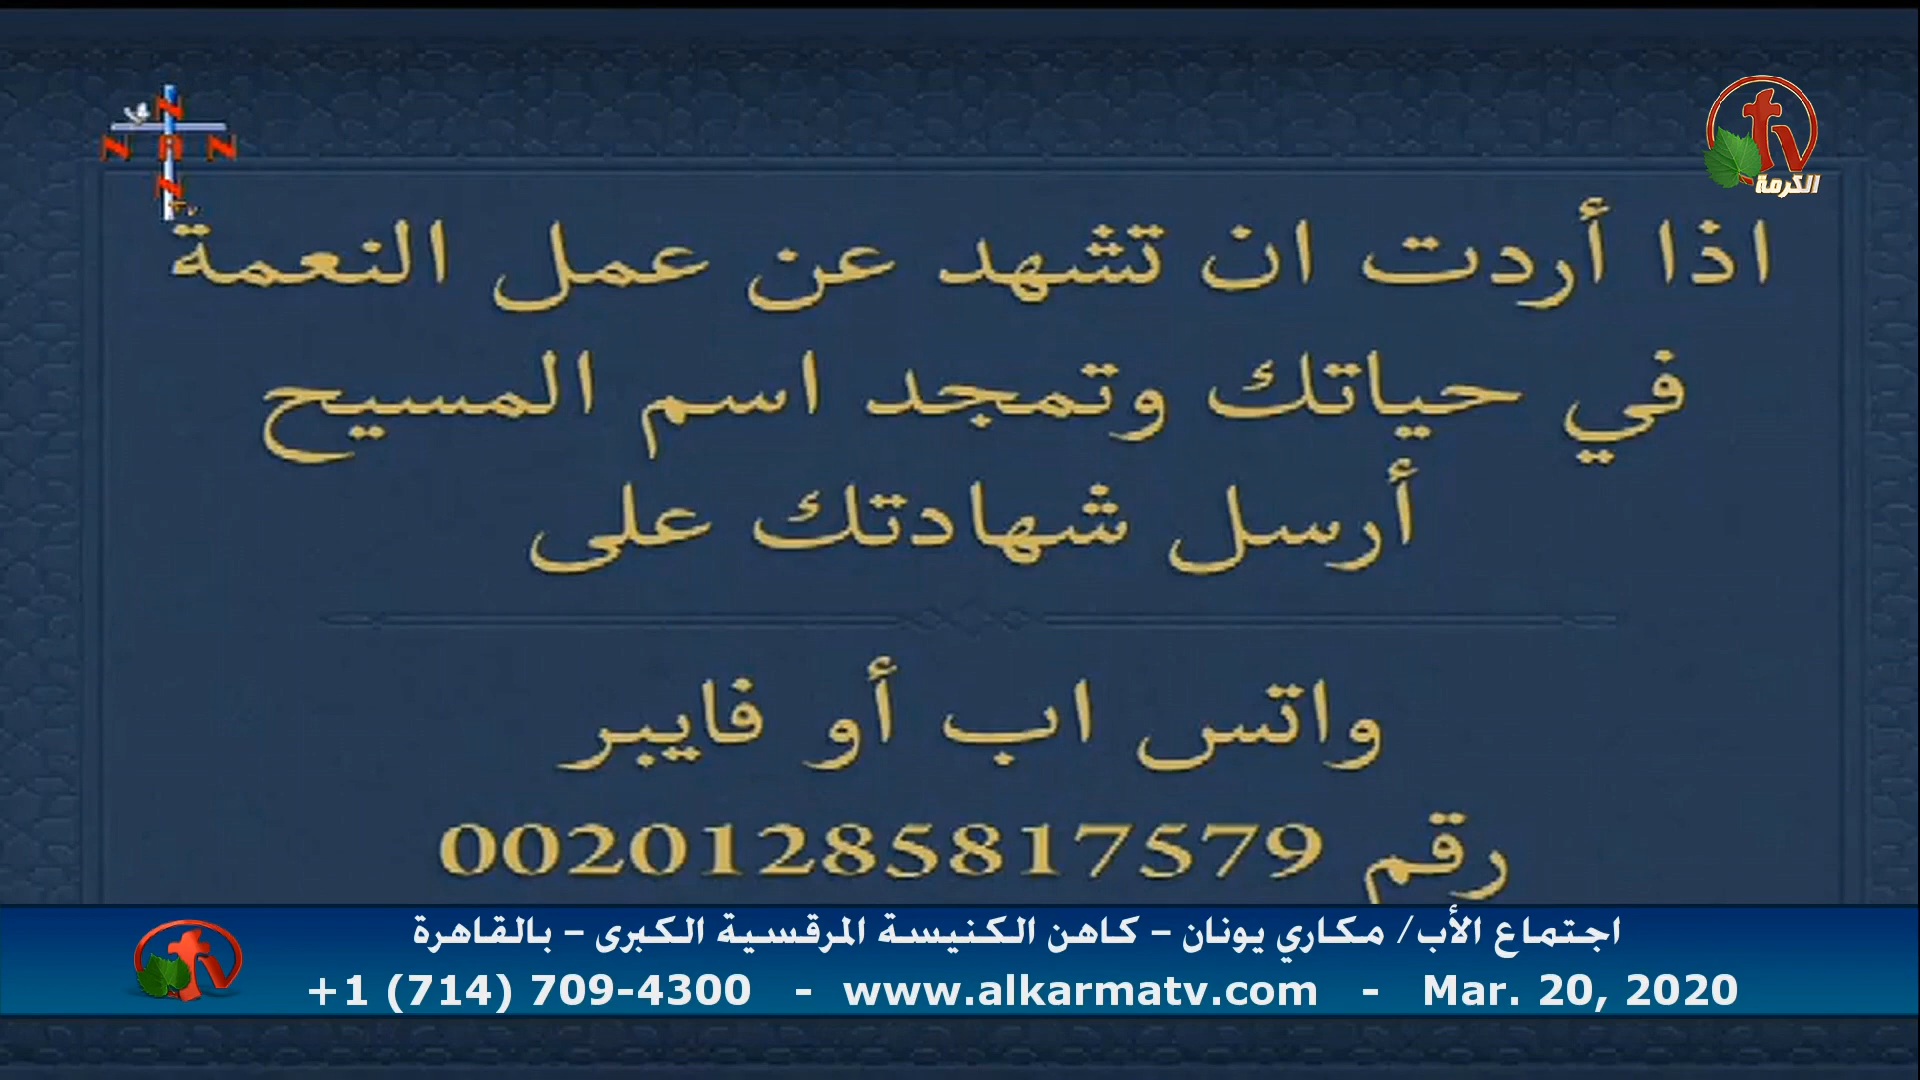 N
N A N
N
tv
الكرمة
اذا أردت ان تشهد عن عمل النعمة
في حياتك وتمجد اسم المسيح
أرسل شهادتك على
واتس اب أو فايبر
رقم 00201285817579
اجتماع الأب/ مكاري يونان – كاهن الكنيسة المرقسية الكبرى – بالقاهرة
tv
+1 (714) 709-4300 - www.alkarmatv.com - Mar. 20, 2020